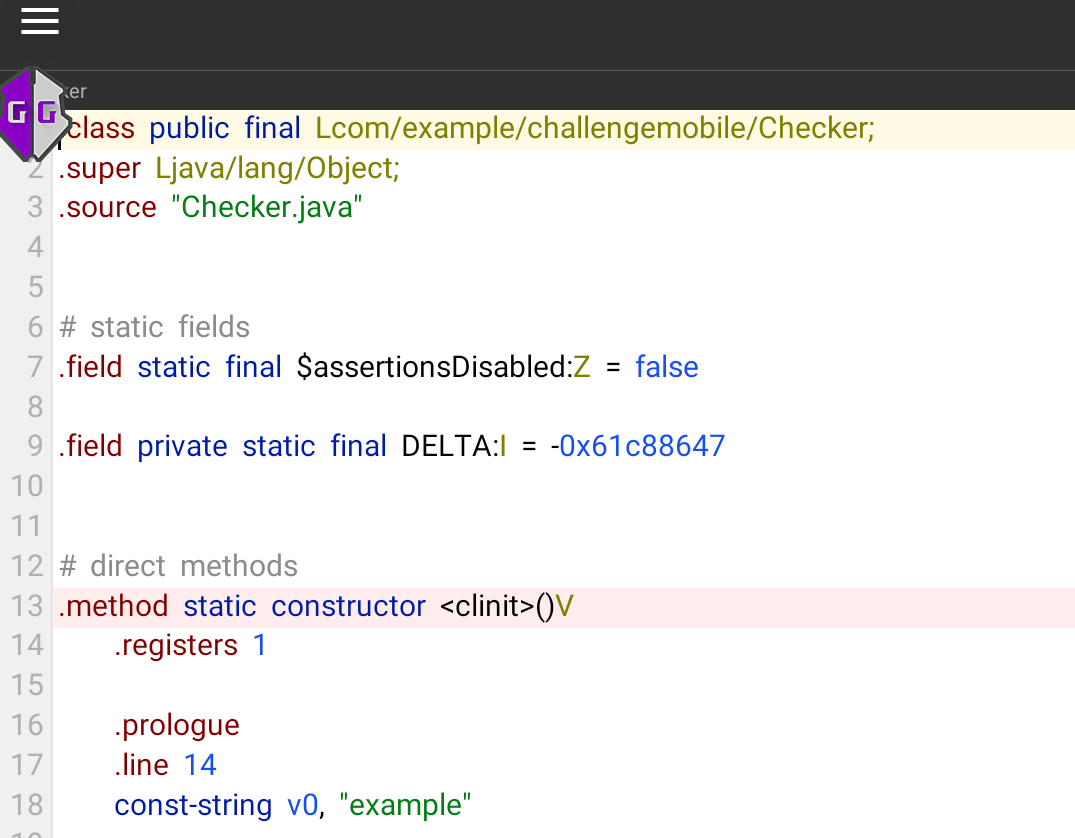 ker
class public final Lcom/example/challengemobile/Checker;
2 .super Ljava/lang/Object;
3 .source "Checker.java"
4
5
6 # static fields
7 .field static final $assertionsDisabled:Z = false
8
9 .field private static final DELTA:I = -0x61c88647
10
11
12 # direct methods
13 .method static constructor <clinit>()V
14 .registers 1
15
16 .prologue
17 .line 14
18 const-string v0, "example"